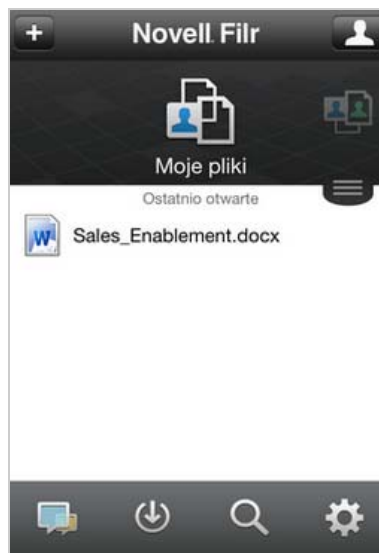 Novell Filr
Moje pliki
Ostatnio otwarte
Sales_Enablement.docx